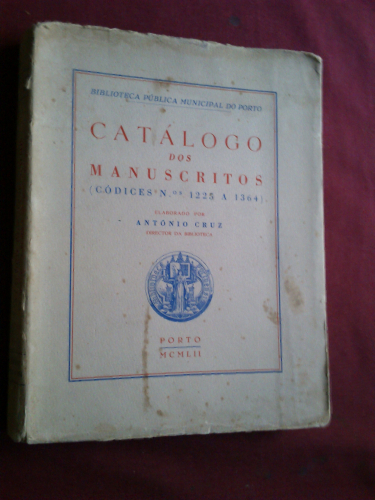 BIBLIOTECA PÚBLICA MUNICIPAL DO PORTO
CATÁLOGO
DOS
MANUSCRITOS
(CÓDICES N.OS 1225 A 1364)
ELABORADO POR
ANTÓNIO CRUZ
DIRECTOR DA BIBLIOTECA
PORTO
MCMLII